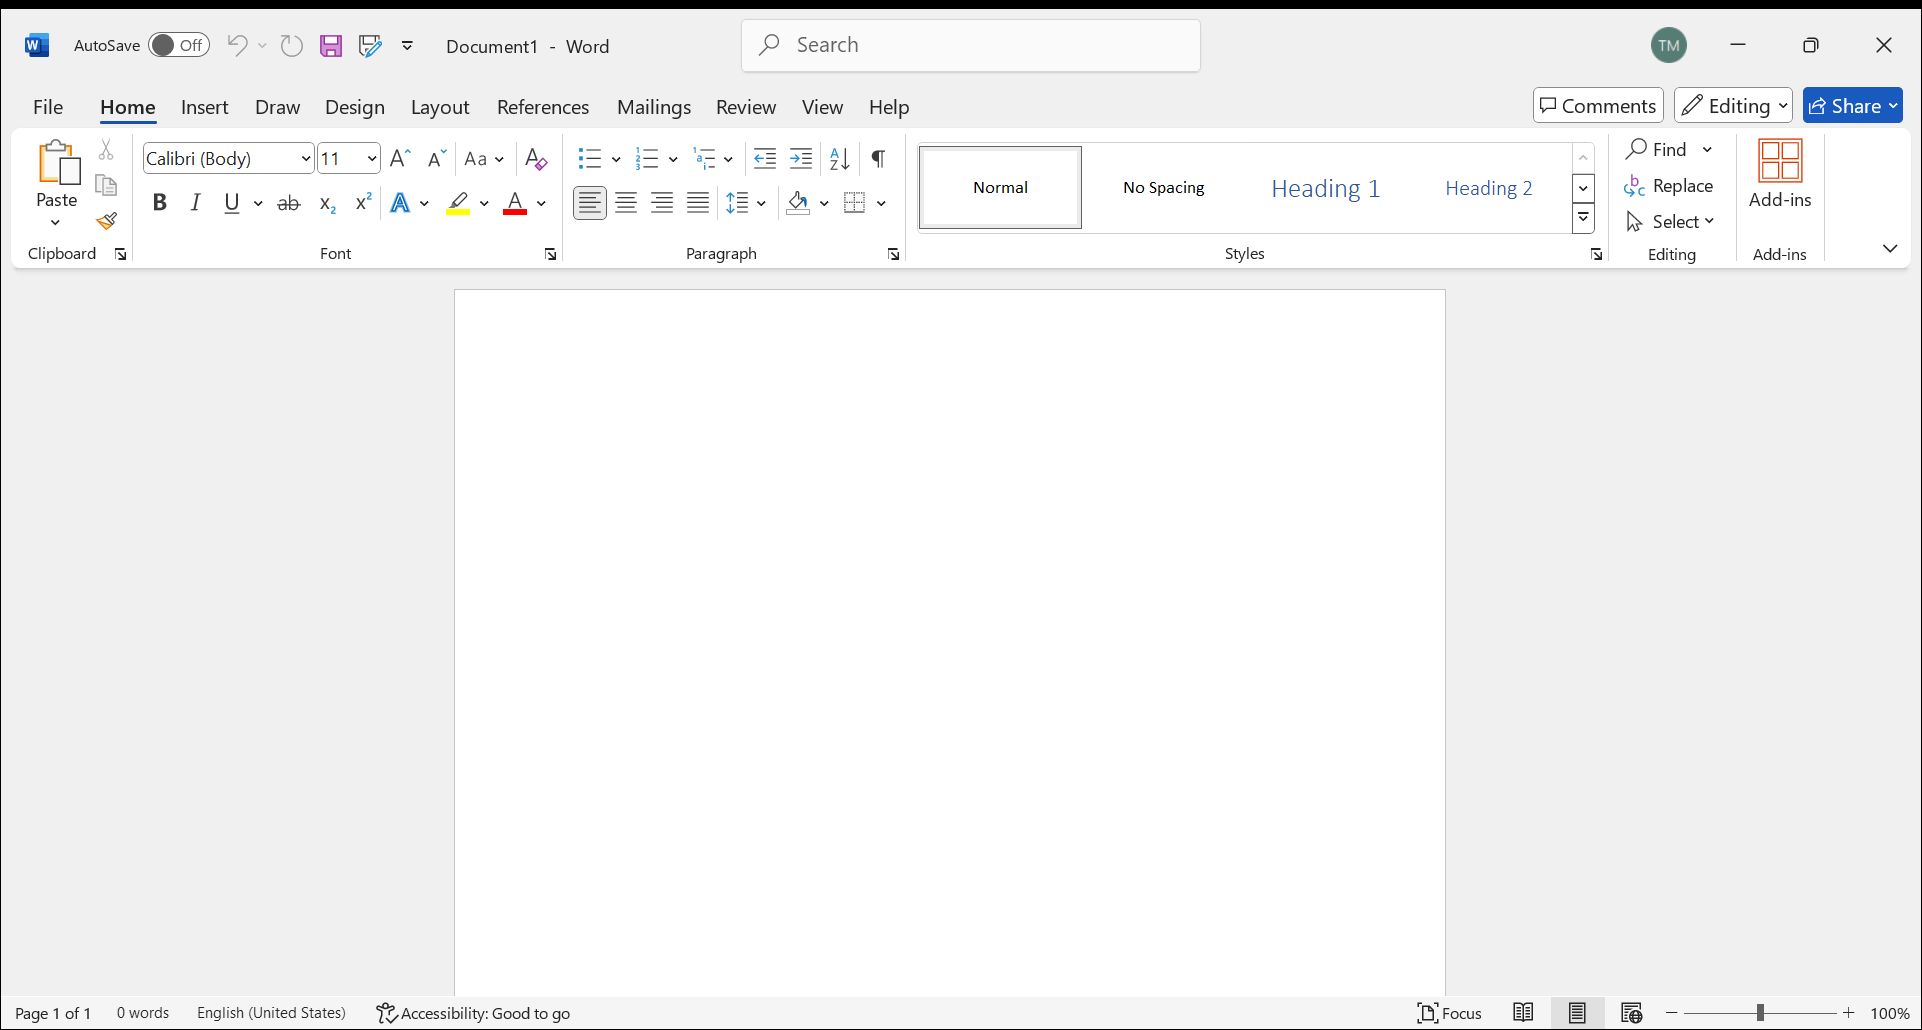 AutoSave Off Document1 - Word Search TM
File Home Insert Draw Design Layout References Mailings Review View Help Comments Editing Share
Paste
Clipboard
Calibri (Body) 11 Aa
Font
Paragraph
Normal No Spacing Heading 1 Heading 2
Styles
Find
Replace
Select
Editing
Add-ins
Add-ins
Page 1 of 1 0 words English (United States) Accessibility: Good to go Focus 100%